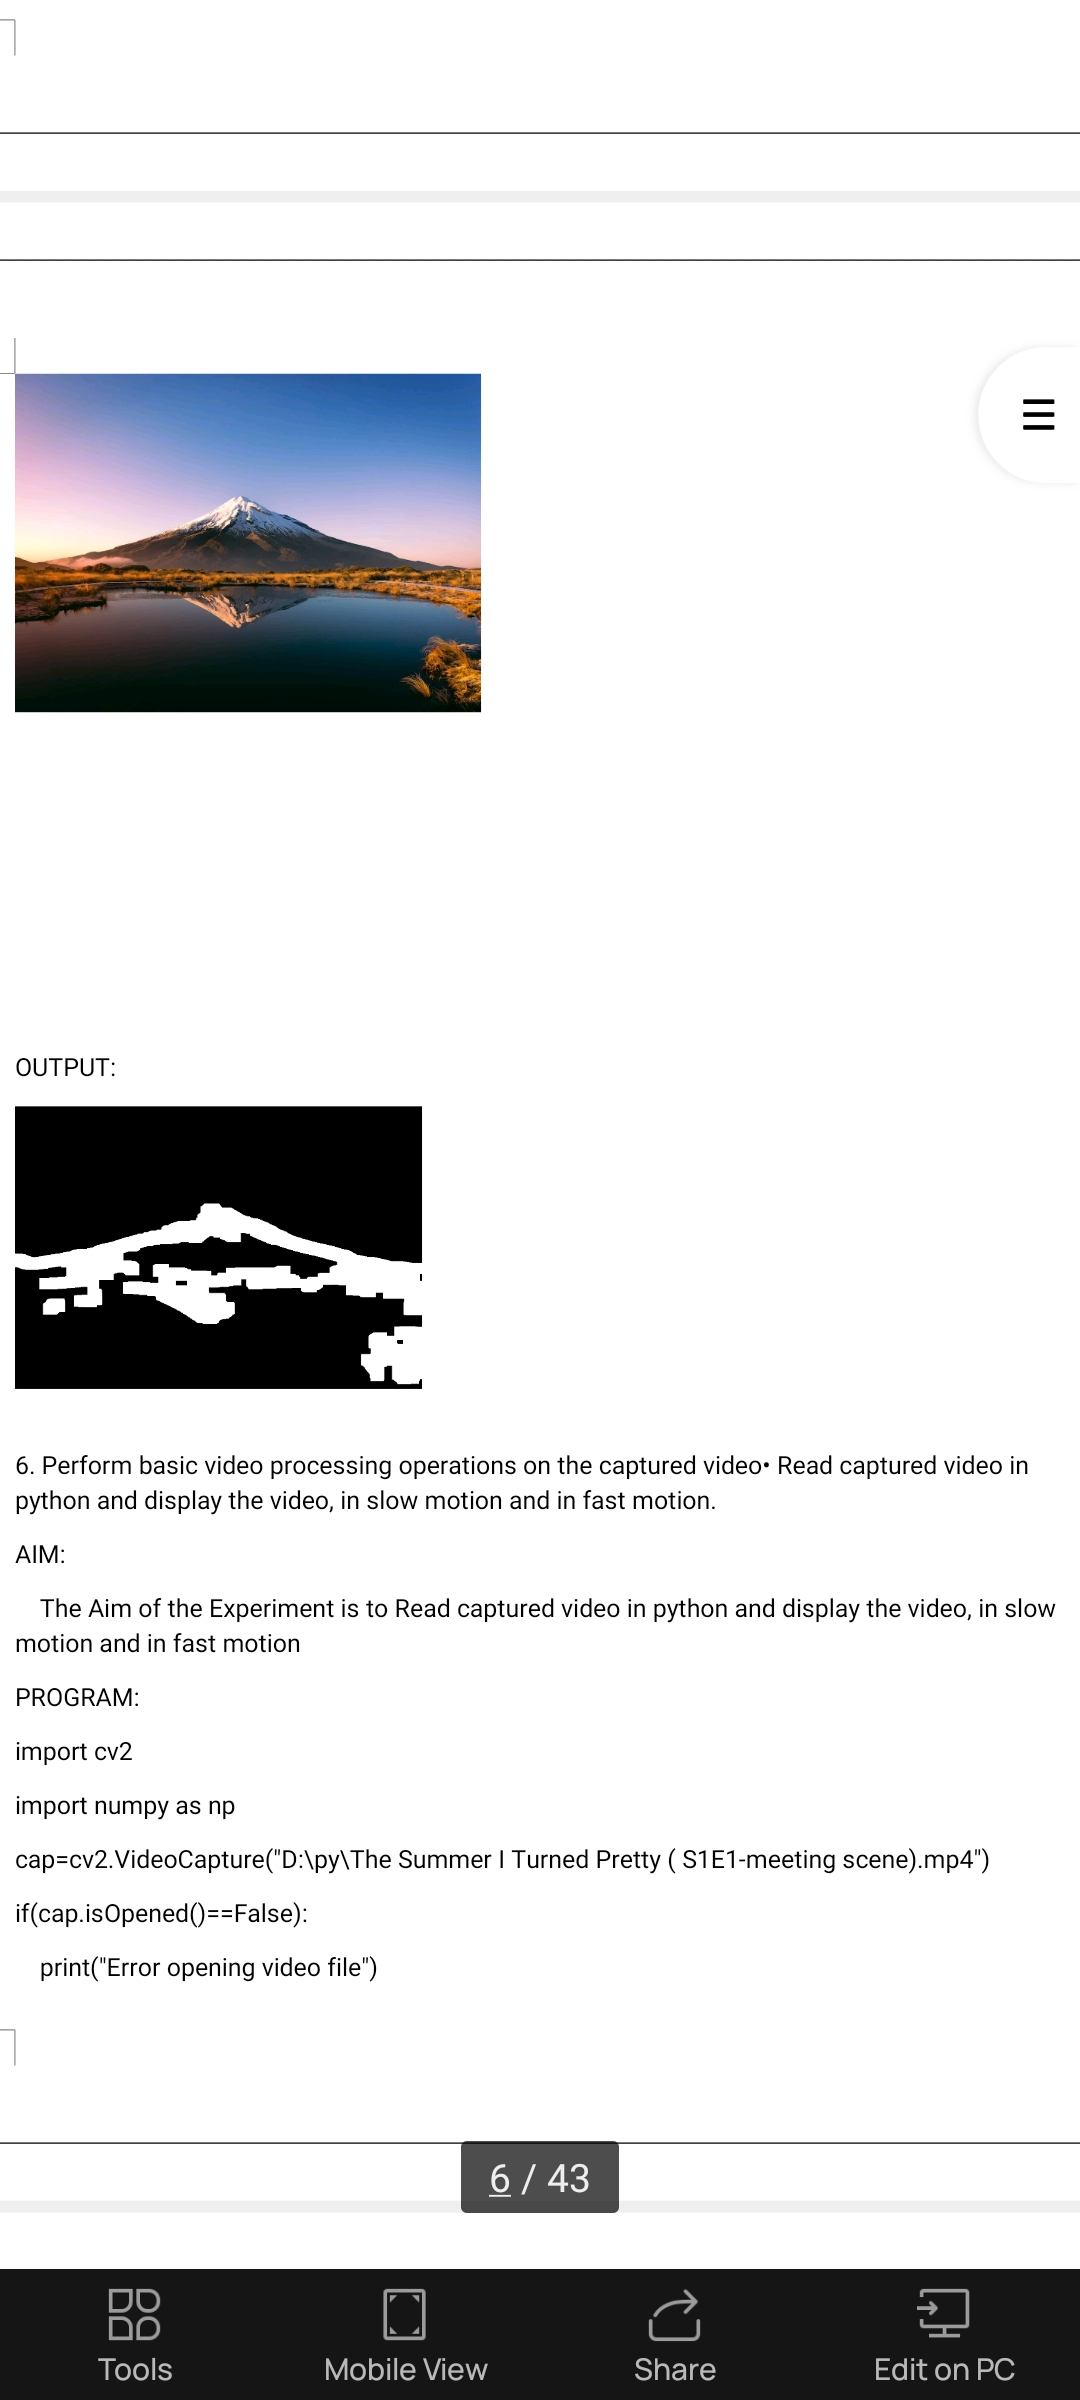 OUTPUT:
6. Perform basic video processing operations on the captured video• Read captured video in
python and display the video, in slow motion and in fast motion.
AIM:
The Aim of the Experiment is to Read captured video in python and display the video, in slow
motion and in fast motion
PROGRAM:
import cv2
import numpy as np
cap=cv2.VideoCapture("D:\py\The Summer I Turned Pretty ( S1E1-meeting scene).mp4")
if(cap.isOpened()==False):
print("Error opening video file")
6 / 43
Tools
Mobile View
Share
Edit on PC